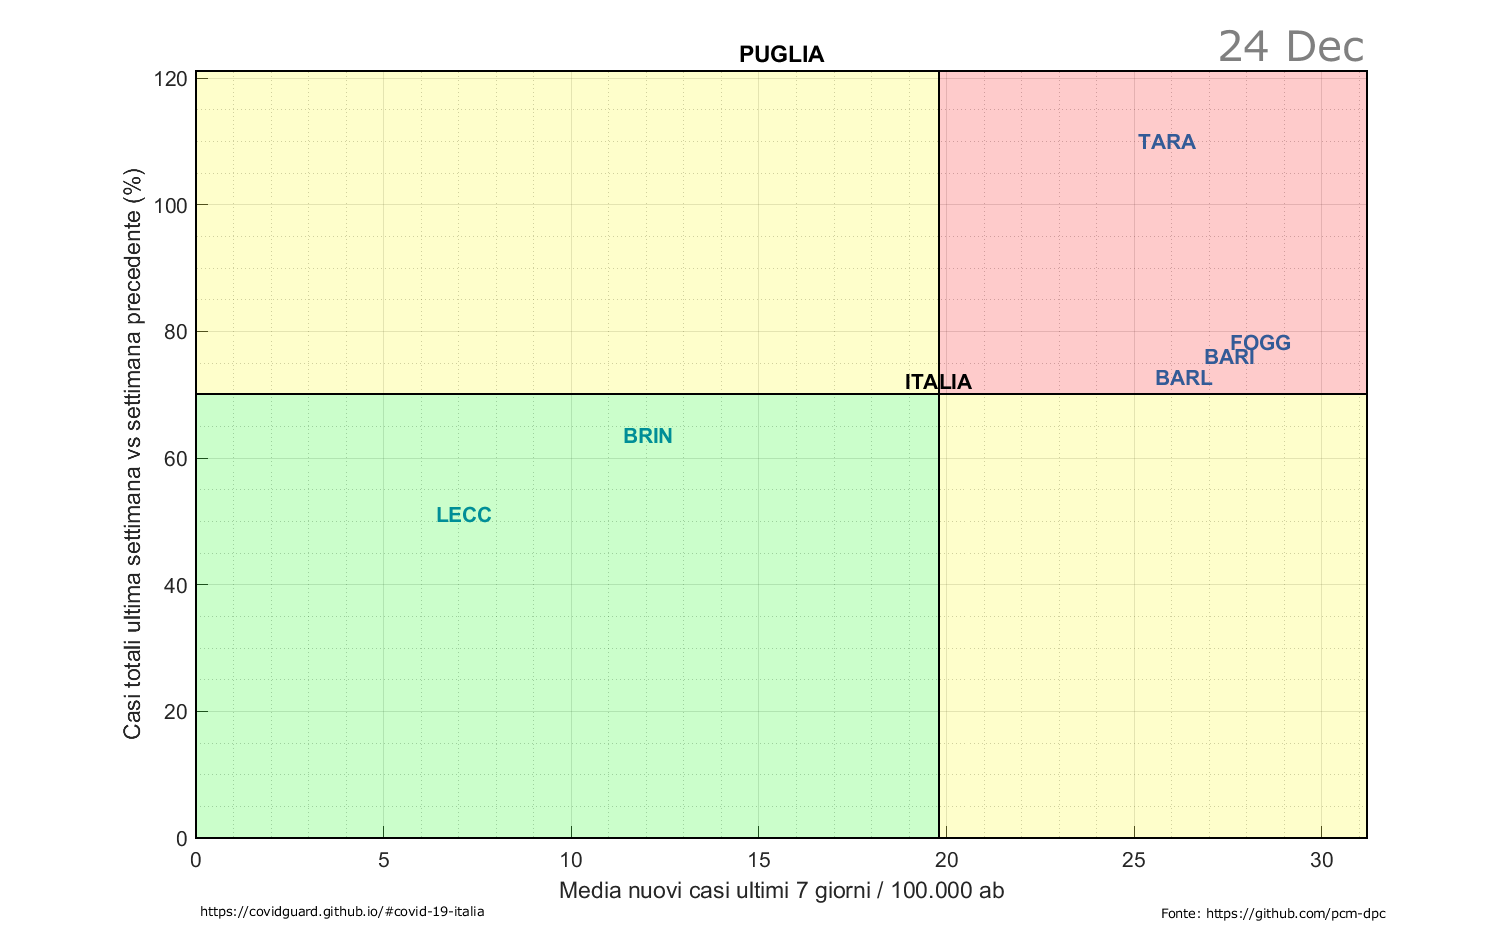 24 Dec
PUGLIA
120
100
80
60
40
20
0
Casi totali ultima settimana vs settimana precedente (%)
TARA
FOGG
BARI
BARL
ITALIA
BRIN
LECC
0 5 10 15 20 25 30
Media nuovi casi ultimi 7 giorni / 100.000 ab
https://covidguard.github.io/#covid-19-italia
Fonte: https://github.com/pcm-dpc